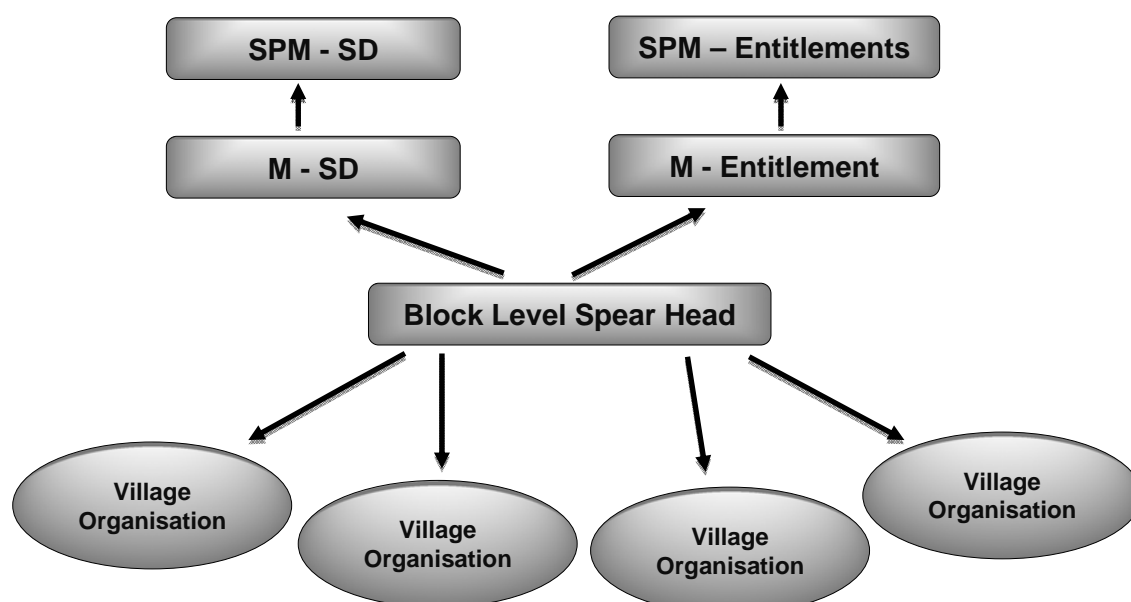 SPM - SD
SPM – Entitlements
M - SD
M - Entitlement
Block Level Spear Head
Village
Organisation
Village
Organisation
Village
Organisation
Village
Organisation